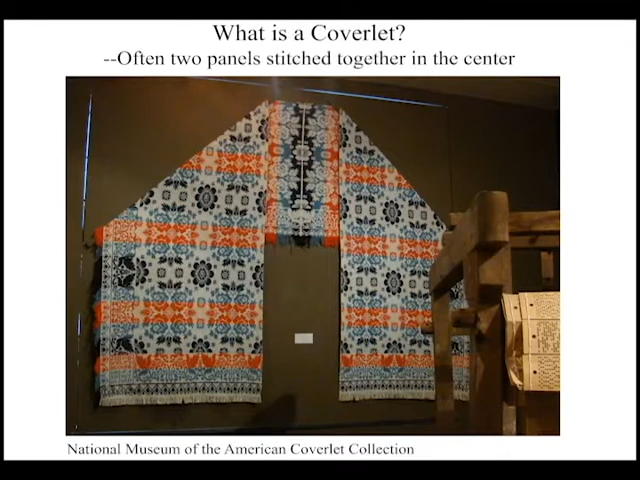 What is a Coverlet?
--Often two panels stitched together in the center
National Museum of the American Coverlet Collection